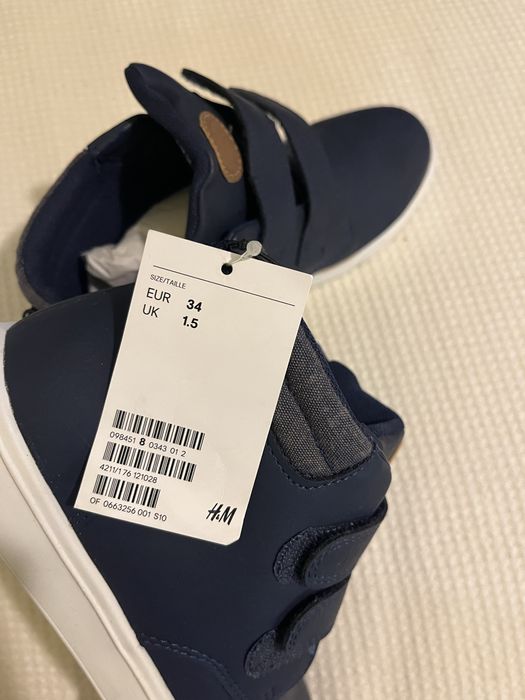 SIZE/TAILLE
EUR 34
UK 1.5
098451 8 0343 01 2
4211/176 121028
OF 0663256 001 S10
H&M